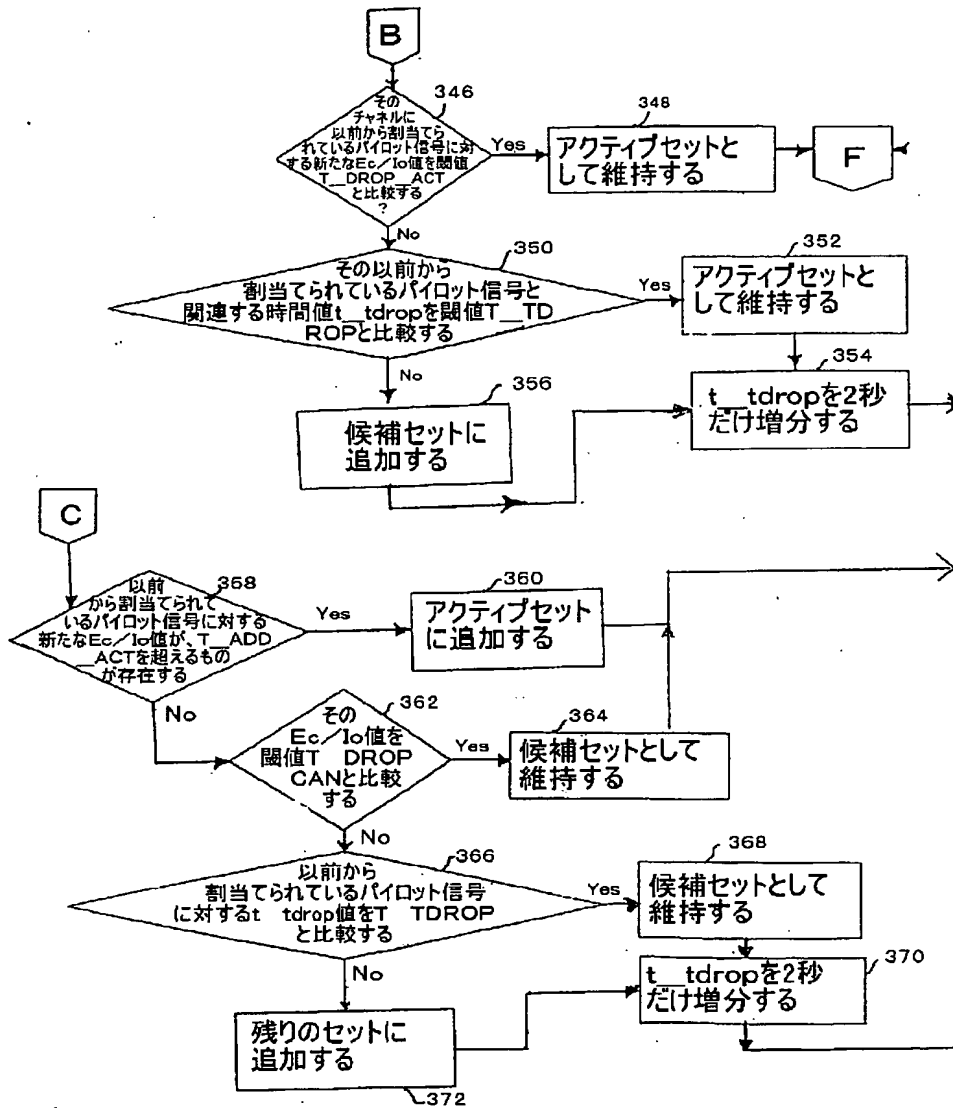 B
346
その
チャネルに
以前から割当てら
れているパイロット信号に対
する新たなEc/Io値を閾値
T__DROP__ACT
と比較する
?
Yes
348
アクティブセットと
して維持する
F
No
350
その以前から
割当てられているパイロット信号と
関連する時間値t__tdropを閾値T__TD
ROPと比較する
Yes
352
アクティブセットと
して維持する
354
t__tdropを2秒
だけ増分する
No
356
候補セットに
追加する
C
358
以前
から割当てられて
いるパイロット信号に対する
新たなEc/Io値が、T__ADD
__ACTを超えるもの
が存在する
Yes
360
アクティブセット
に追加する
No
362
その
Ec/Io値を
閾値T DROP
CANと比較
する
Yes
364
候補セットとして
維持する
No
366
以前から
割当てられているパイロット信号
に対するt tdrop値をT TDROP
と比較する
Yes
368
候補セットとして
維持する
370
t__tdropを2秒
だけ増分する
No
残りのセットに
追加する
372